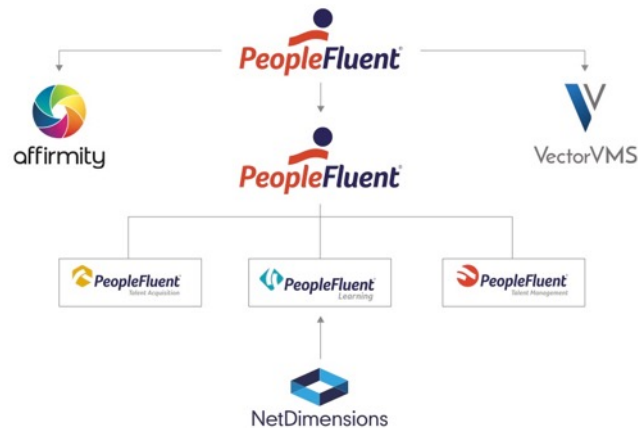 PeopleFluent®
affirmity
VectorVMS
PeopleFluent®
PeopleFluent®
Talent Acquisition
PeopleFluent®
Learning
PeopleFluent®
Talent Management
NetDimensions